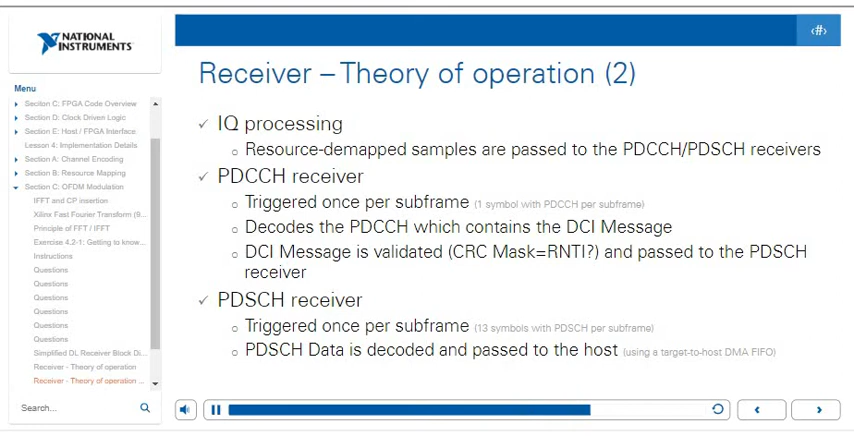 NATIONAL
INSTRUMENTS
Menu
Section C: FPGA Code Overview
Section D: Clock Driven Logic
Section E: Host / FPGA Interface
Lesson 4: Implementation Details
Section A: Channel Encoding
Section B: Resource Mapping
Section C: OFDM Modulation
IFFT and CP insertion
Xilinx Fast Fourier Transform (9...
Principle of FFT / IFFT
Exercise 4.2-1: Getting to know...
Instructions
Questions
Questions
Questions
Questions
Questions
Questions
Simplified DL Receiver Block Di...
Receiver - Theory of operation
Receiver - Theory of operation ...
Search...
‹#›
Receiver – Theory of operation (2)
✓ IQ processing
o Resource-demapped samples are passed to the PDCCH/PDSCH receivers
✓ PDCCH receiver
o Triggered once per subframe (1 symbol with PDCCH per subframe)
o Decodes the PDCCH which contains the DCI Message
o DCI Message is validated (CRC Mask=RNTI?) and passed to the PDSCH
receiver
✓ PDSCH receiver
o Triggered once per subframe (13 symbols with PDSCH per subframe)
o PDSCH Data is decoded and passed to the host (using a target-to-host DMA FIFO)